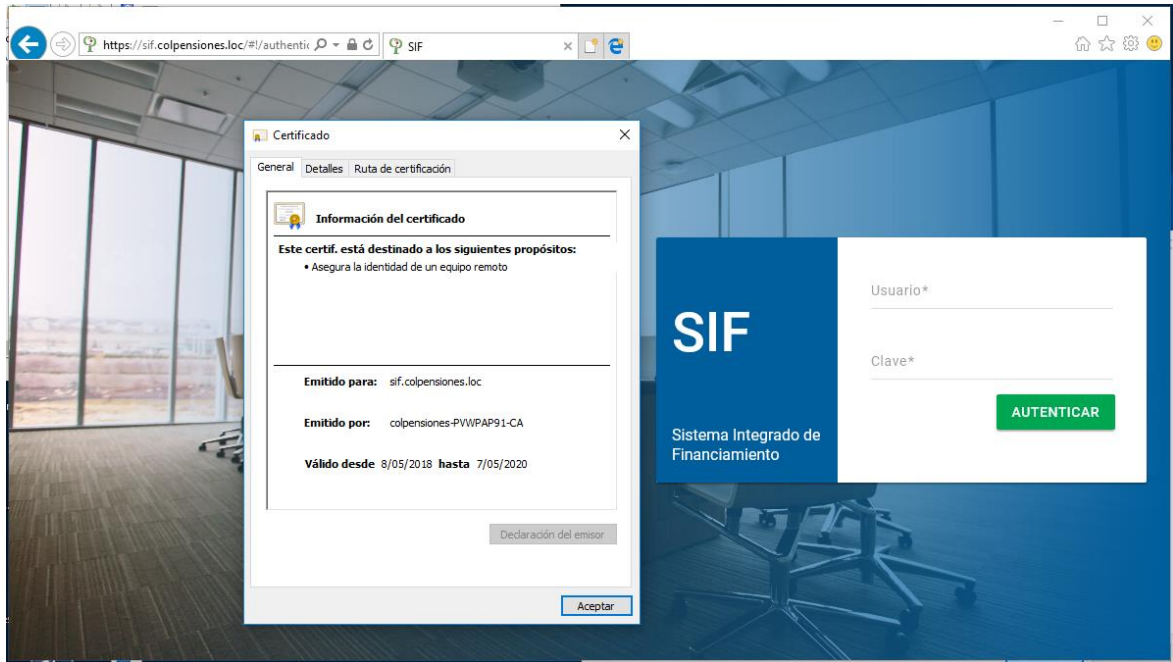 https://sif.colpensiones.loc/#!/authentic
SIF
Certificado
General Detalles Ruta de certificación
Información del certificado
Este certif. está destinado a los siguientes propósitos:
• Asegura la identidad de un equipo remoto
Emitido para: sif.colpensiones.loc
Emitido por: colpensiones-PVWPAP91-CA
Válido desde 8/05/2018 hasta 7/05/2020
Declaración del emisor
Aceptar
SIF
Sistema Integrado de
Financiamiento
Usuario*
Clave*
AUTENTICAR